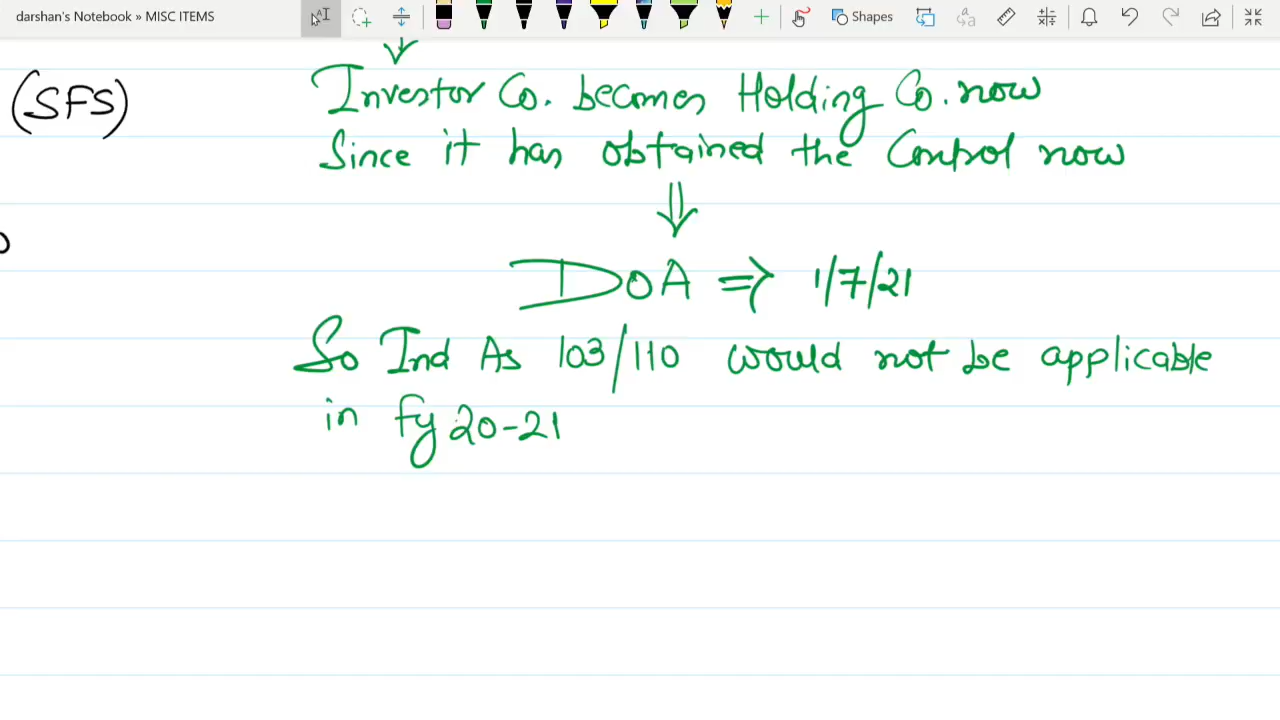 darshan's Notebook » MISC ITEMS
Shapes
(SFS)
Investor Co. becomes Holding Co. now
Since it has obtained the Control now
⇓
DOA ⇒ 1/7/21
So Ind As 103/110 would not be applicable
in fy 20-21